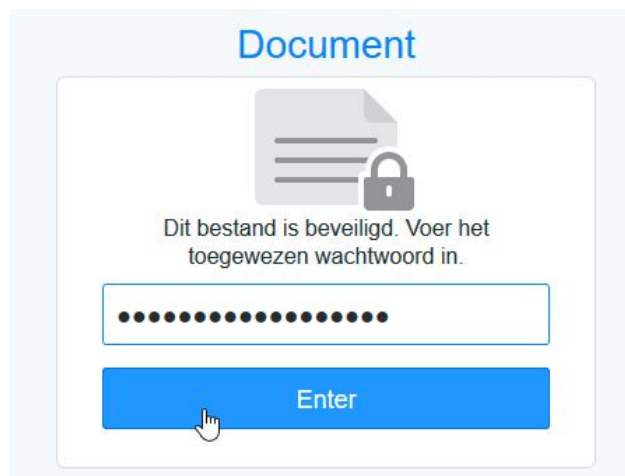 Document
Dit bestand is beveiligd. Voer het
toegewezen wachtwoord in.
••••••••••••••••••
Enter